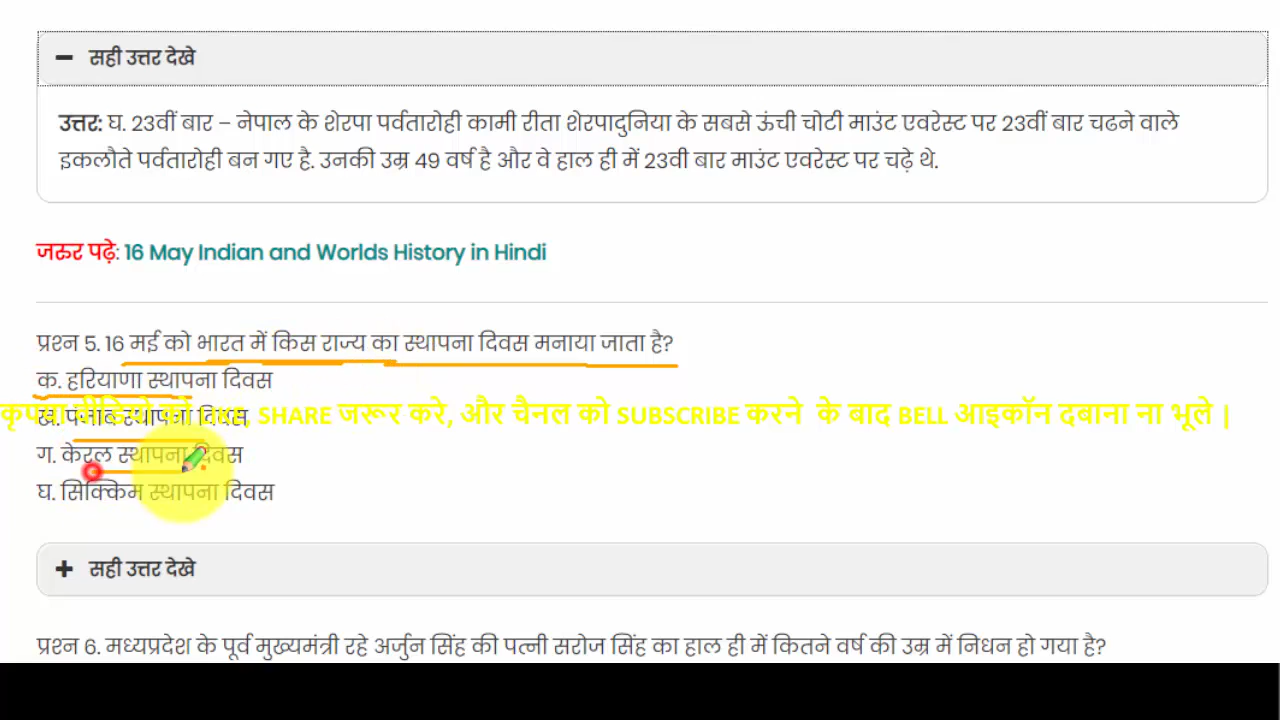 सही उत्तर देखे
उत्तर: घ. 23वीं बार – नेपाल के शेरपा पर्वतारोही कामी रीता शेरपादुनिया के सबसे ऊंची चोटी माउंट एवरेस्ट पर 23वीं बार चढने वाले
इकलौते पर्वतारोही बन गए है. उनकी उम्र 49 वर्ष है और वे हाल ही में 23वी बार माउंट एवरेस्ट पर चढ़े थे.
जरुर पढ़े: 16 May Indian and Worlds History in Hindi
प्रश्न 5. 16 मई को भारत में किस राज्य का स्थापना दिवस मनाया जाता है?
क. हरियाणा स्थापना दिवस
ख. पंजाब स्थापना दिवस
कृपया वीडियो को LIKE, SHARE जरूर करे, और चैनल को SUBSCRIBE करने के बाद BELL आइकॉन दबाना ना भूले |
ग. केरल स्थापना दिवस
घ. सिक्किम स्थापना दिवस
सही उत्तर देखे
प्रश्न 6. मध्यप्रदेश के पूर्व मुख्यमंत्री रहे अर्जुन सिंह की पत्नी सरोज सिंह का हाल ही में कितने वर्ष की उम्र में निधन हो गया है?